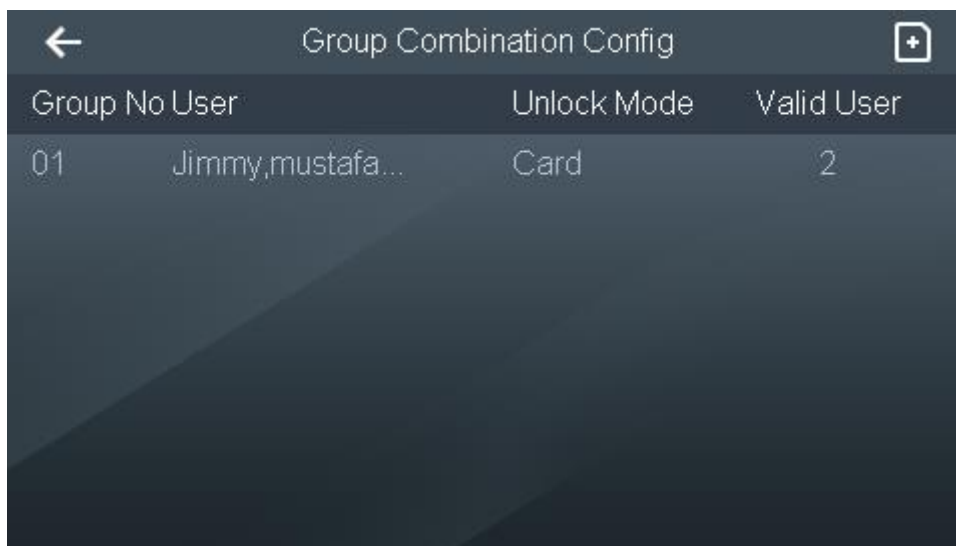 Group Combination Config
Group No User Unlock Mode Valid User
01 Jimmy,mustafa... Card 2